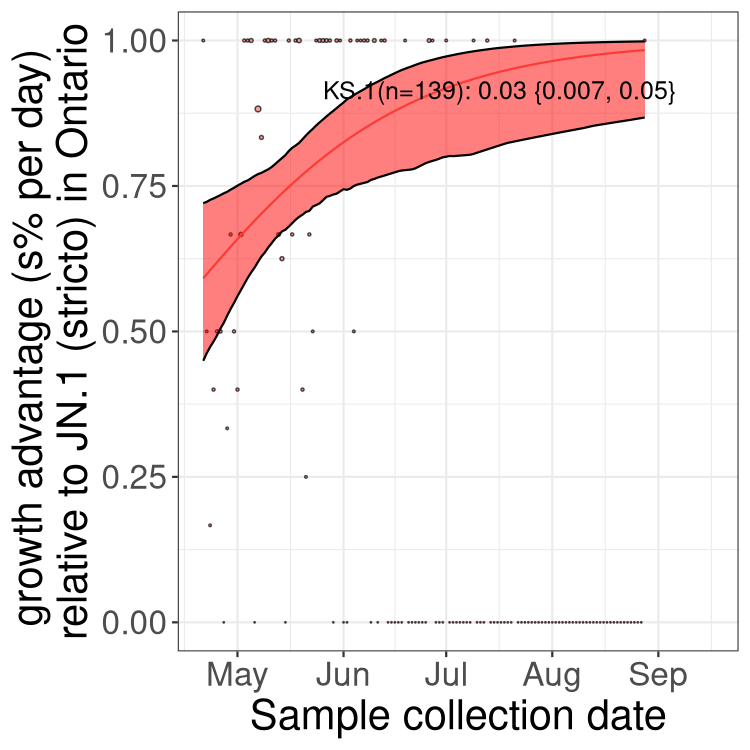 growth advantage (s% per day)
relative to JN.1 (stricto) in Ontario
1.00
0.75
0.50
0.25
0.00
KS.1(n=139): 0.03 {0.007, 0.05}
May Jun Jul Aug Sep
Sample collection date